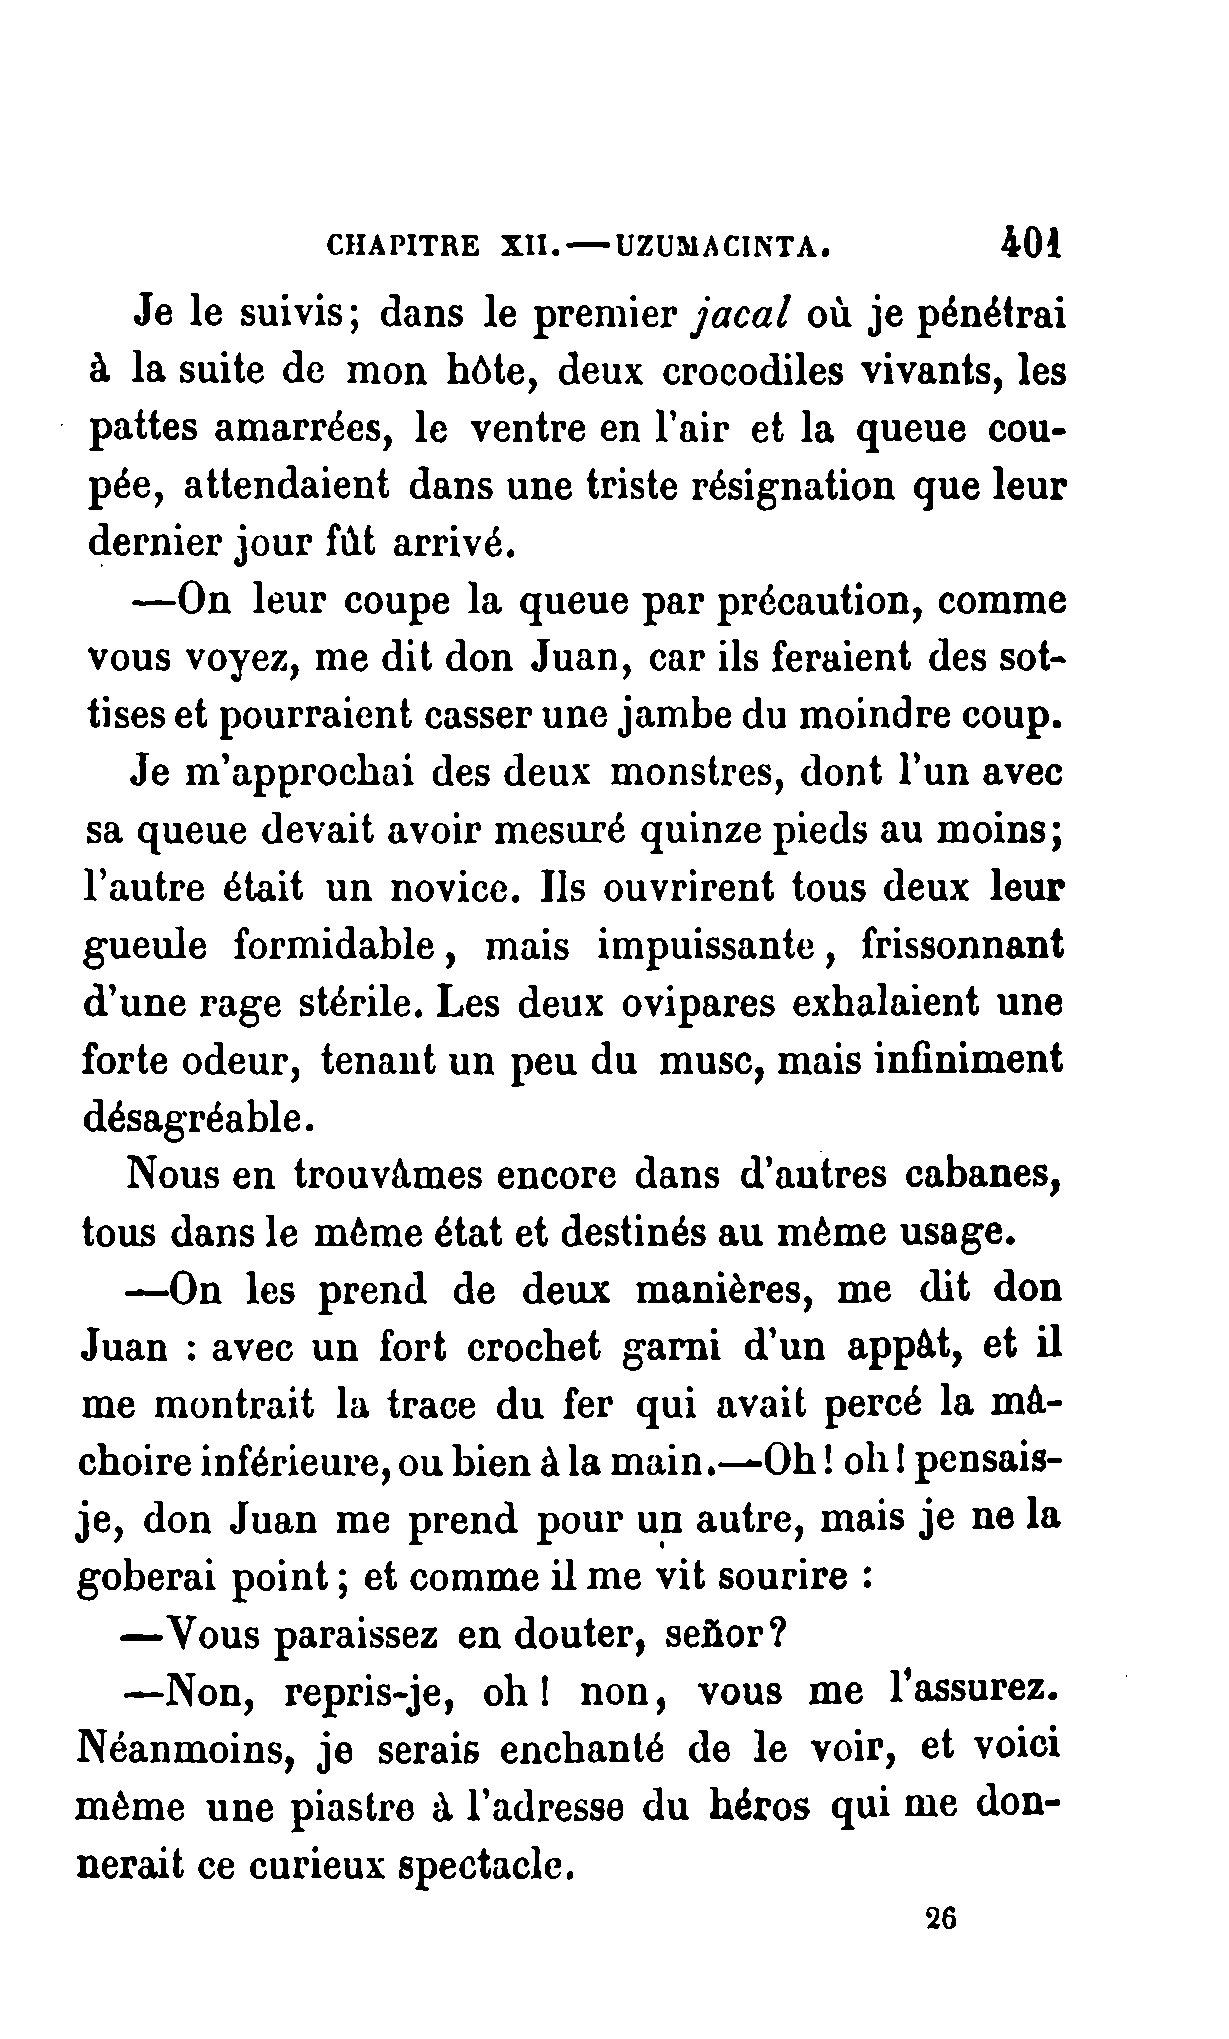 CHAPITRE XII.—UZUMACINTA. 401
Je le suivis; dans le premier jacal où je pénétrai
à la suite de mon hôte, deux crocodiles vivants, les
pattes amarrées, le ventre en l'air et la queue cou-
pée, attendaient dans une triste résignation que leur
dernier jour fût arrivé.
—On leur coupe la queue par précaution, comme
vous voyez, me dit don Juan, car ils feraient des sot-
tises et pourraient casser une jambe du moindre coup.
Je m'approchai des deux monstres, dont l'un avec
sa queue devait avoir mesuré quinze pieds au moins;
l'autre était un novice. Ils ouvrirent tous deux leur
gueule formidable, mais impuissante, frissonnant
d'une rage stérile. Les deux ovipares exhalaient une
forte odeur, tenant un peu du musc, mais infiniment
désagréable.
Nous en trouvâmes encore dans d'autres cabanes,
tous dans le même état et destinés au même usage.
—On les prend de deux manières, me dit don
Juan : avec un fort crochet garni d'un appât, et il
me montrait la trace du fer qui avait percé la mâ-
choire inférieure, ou bien à la main.—Oh! oh! pensais-
je, don Juan me prend pour un autre, mais je ne la
goberai point; et comme il me vit sourire :
—Vous paraissez en douter, señor?
—Non, repris-je, oh! non, vous me l'assurez.
Néanmoins, je serais enchanté de le voir, et voici
même une piastre à l'adresse du héros qui me don-
nerait ce curieux spectacle.
26